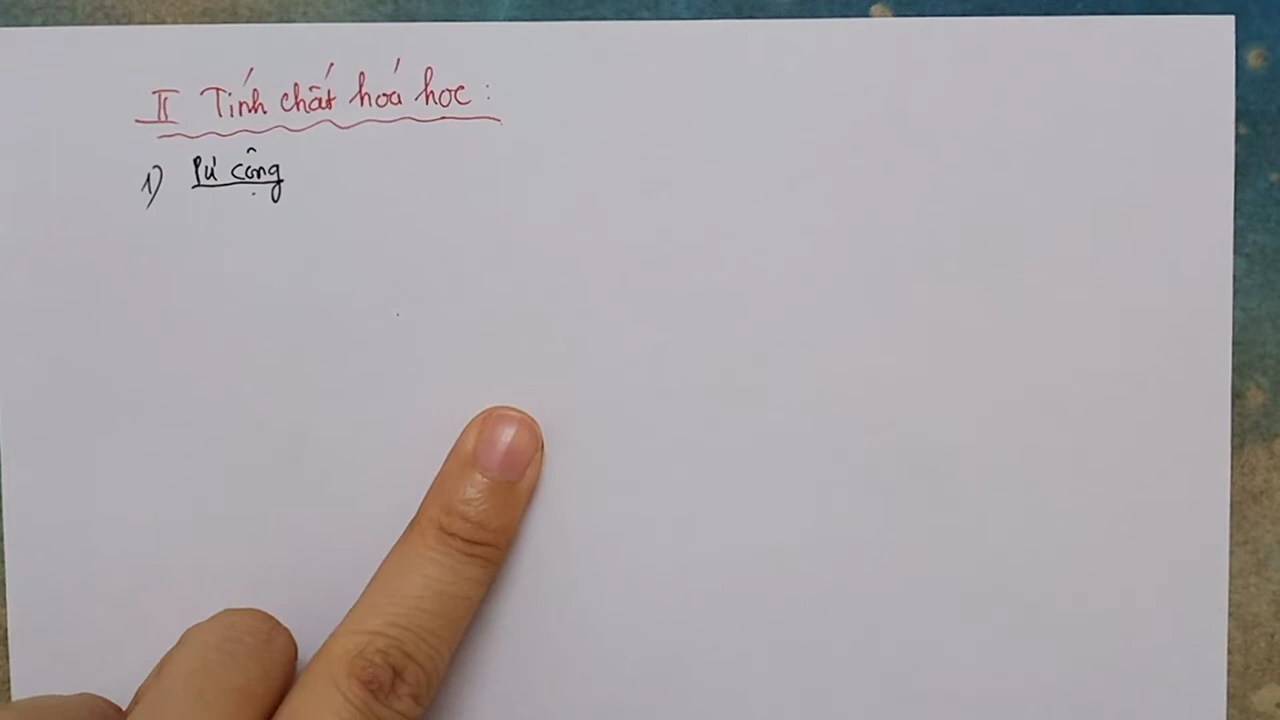 II Tính chất hoá học:
1) Pứ cộng